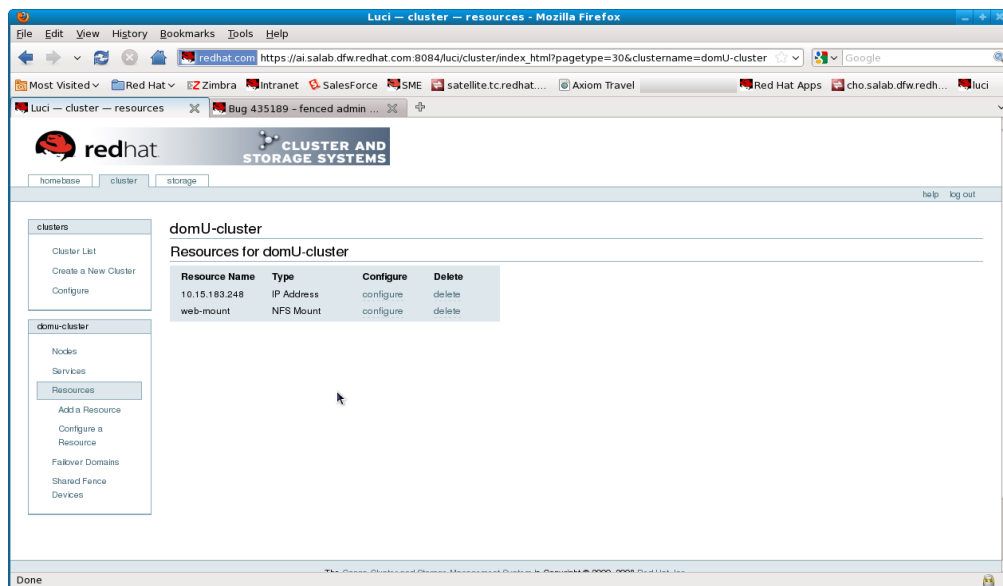 Luci — cluster — resources - Mozilla Firefox
File Edit View History Bookmarks Tools Help
redhat.com https://ai.salab.dfw.redhat.com:8084/luci/cluster/index_html?pagetype=30&clustername=domU-cluster Google
Most Visited Red Hat Zimbra Intranet SalesForce SME satellite.tc.redhat.... Axiom Travel Red Hat Apps cho.salab.dfw.redh... luci
Luci — cluster — resources Bug 435189 – fenced admin ...
redhat. CLUSTER AND
STORAGE SYSTEMS
homebase cluster storage
help log out
clusters
Cluster List
Create a New Cluster
Configure
domu-cluster
Nodes
Services
Resources
Add a Resource
Configure a
Resource
Failover Domains
Shared Fence
Devices
domU-cluster
Resources for domU-cluster
Resource Name Type Configure Delete
10.15.183.248 IP Address configure delete
web-mount NFS Mount configure delete
Done